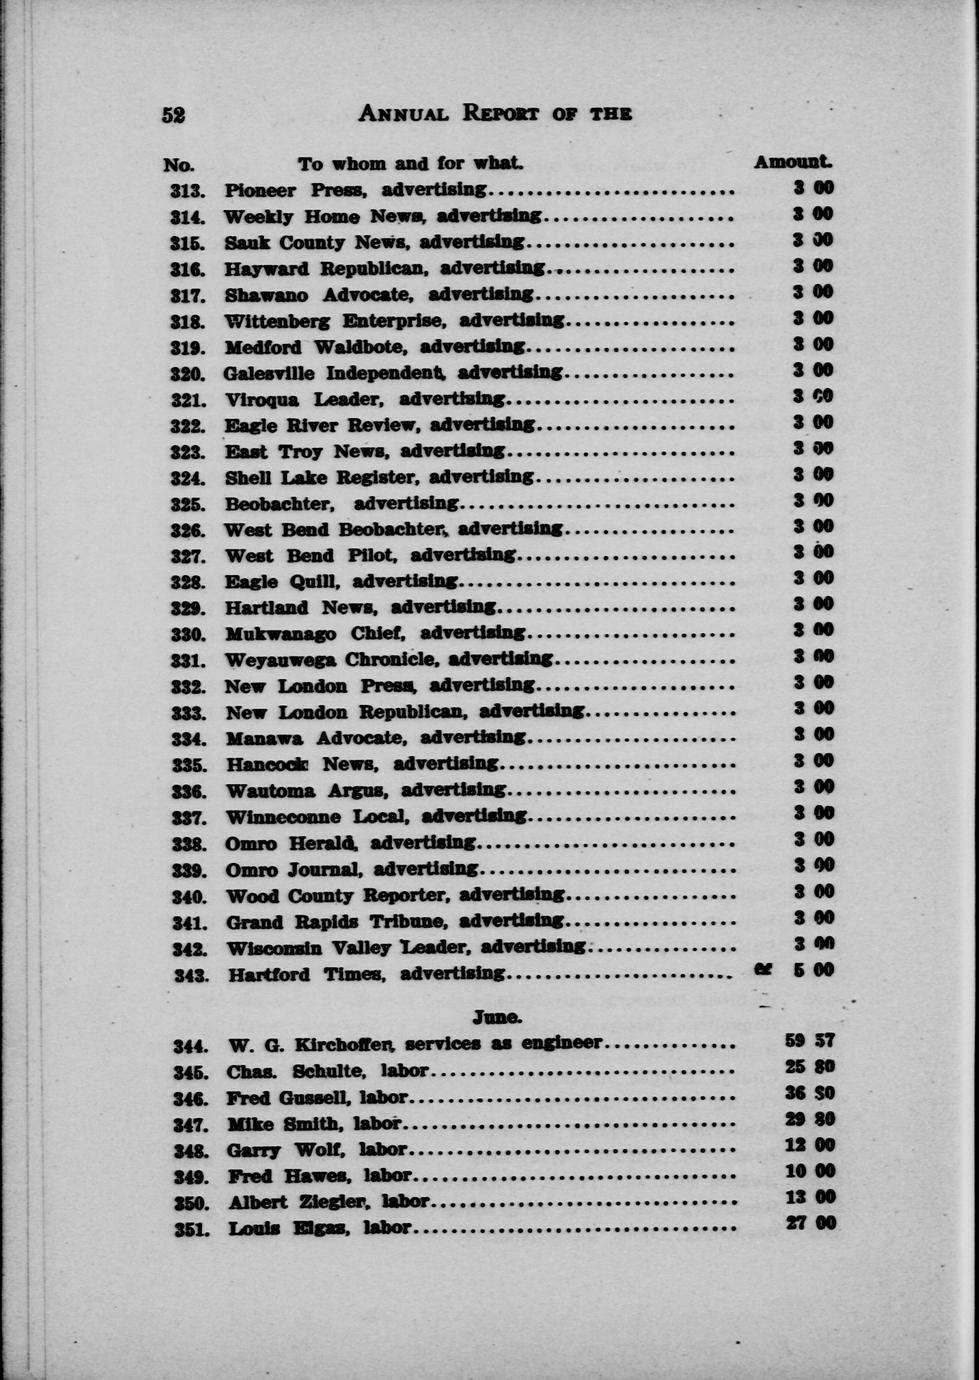 52 ANNUAL REPORT OF THE
No. To whom and for what. Amount.
313. Pioneer Press, advertising.......................... 3 00
314. Weekly Home News, advertising.................... 3 00
315. Sauk County News, advertising...................... 3 00
316. Hayward Republican, advertising.................... 3 00
317. Shawano Advocate, advertising..................... 3 00
318. Wittenberg Enterprise, advertising.................. 3 00
319. Medford Waldbote, advertising...................... 3 00
320. Galesville Independent, advertising.................. 3 00
321. Viroqua Leader, advertising........................ 3 00
322. Eagle River Review, advertising..................... 3 00
323. East Troy News, advertising........................ 3 00
324. Shell Lake Register, advertising..................... 3 00
325. Beobachter, advertising............................. 3 00
326. West Bend Beobachter, advertising.................. 3 00
327. West Bend Pilot, advertising....................... 3 00
328. Eagle Quill, advertising............................. 3 00
329. Hartland News, advertising......................... 3 00
330. Mukwanago Chief, advertising...................... 3 00
331. Weyauwega Chronicle, advertising................... 3 00
332. New London Press, advertising..................... 3 00
333. New London Republican, advertising................ 3 00
334. Manawa Advocate, advertising...................... 3 00
335. Hancock News, advertising......................... 3 00
336. Wautoma Argus, advertising........................ 3 00
337. Winneconne Local, advertising...................... 3 00
338. Omro Herald, advertising........................... 3 00
339. Omro Journal, advertising........................... 3 00
340. Wood County Reporter, advertising.................. 3 00
341. Grand Rapids Tribune, advertising.................. 3 00
342. Wisconsin Valley Leader, advertising................ 3 00
343. Hartford Times, advertising........................ 5 00
June.
344. W. G. Kirchoffer, services as engineer.............. 59 57
345. Chas. Schulte, labor................................ 25 80
346. Fred Gussell, labor.................................. 36 80
347. Mike Smith, labor................................... 29 80
348. Garry Wolf, labor.................................. 12 00
349. Fred Hawes, labor.................................. 10 00
350. Albert Ziegler, labor................................ 13 00
351. Louis Elgas, labor.................................. 27 00